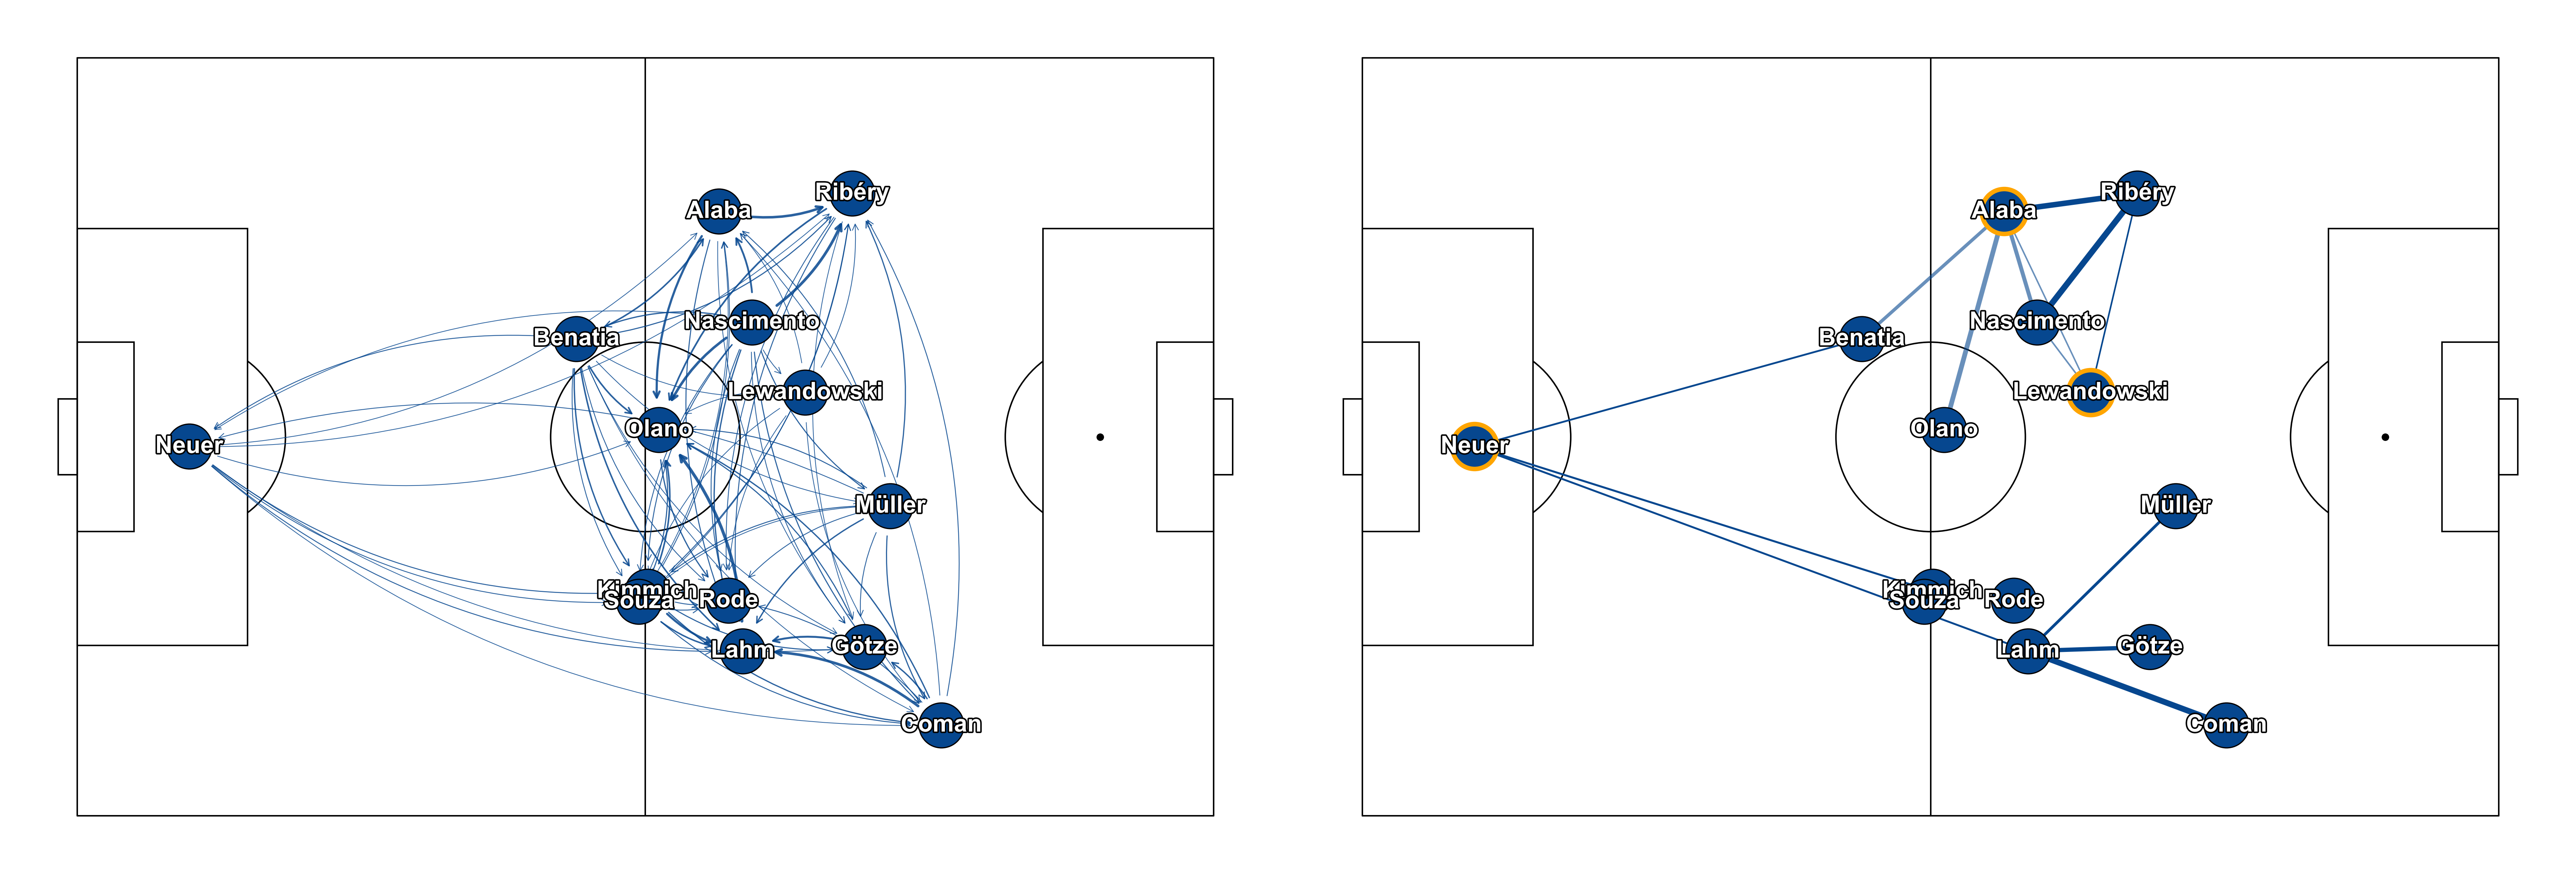 Ribéry
Alaba
Nascimento
Benatia
Lewandowski
Olano
Neuer
Müller
Kimmich
Souza
Rode
Götze
Lahm
Coman
Ribéry
Alaba
Nascimento
Benatia
Lewandowski
Olano
Neuer
Müller
Kimmich
Souza
Rode
Götze
Lahm
Coman